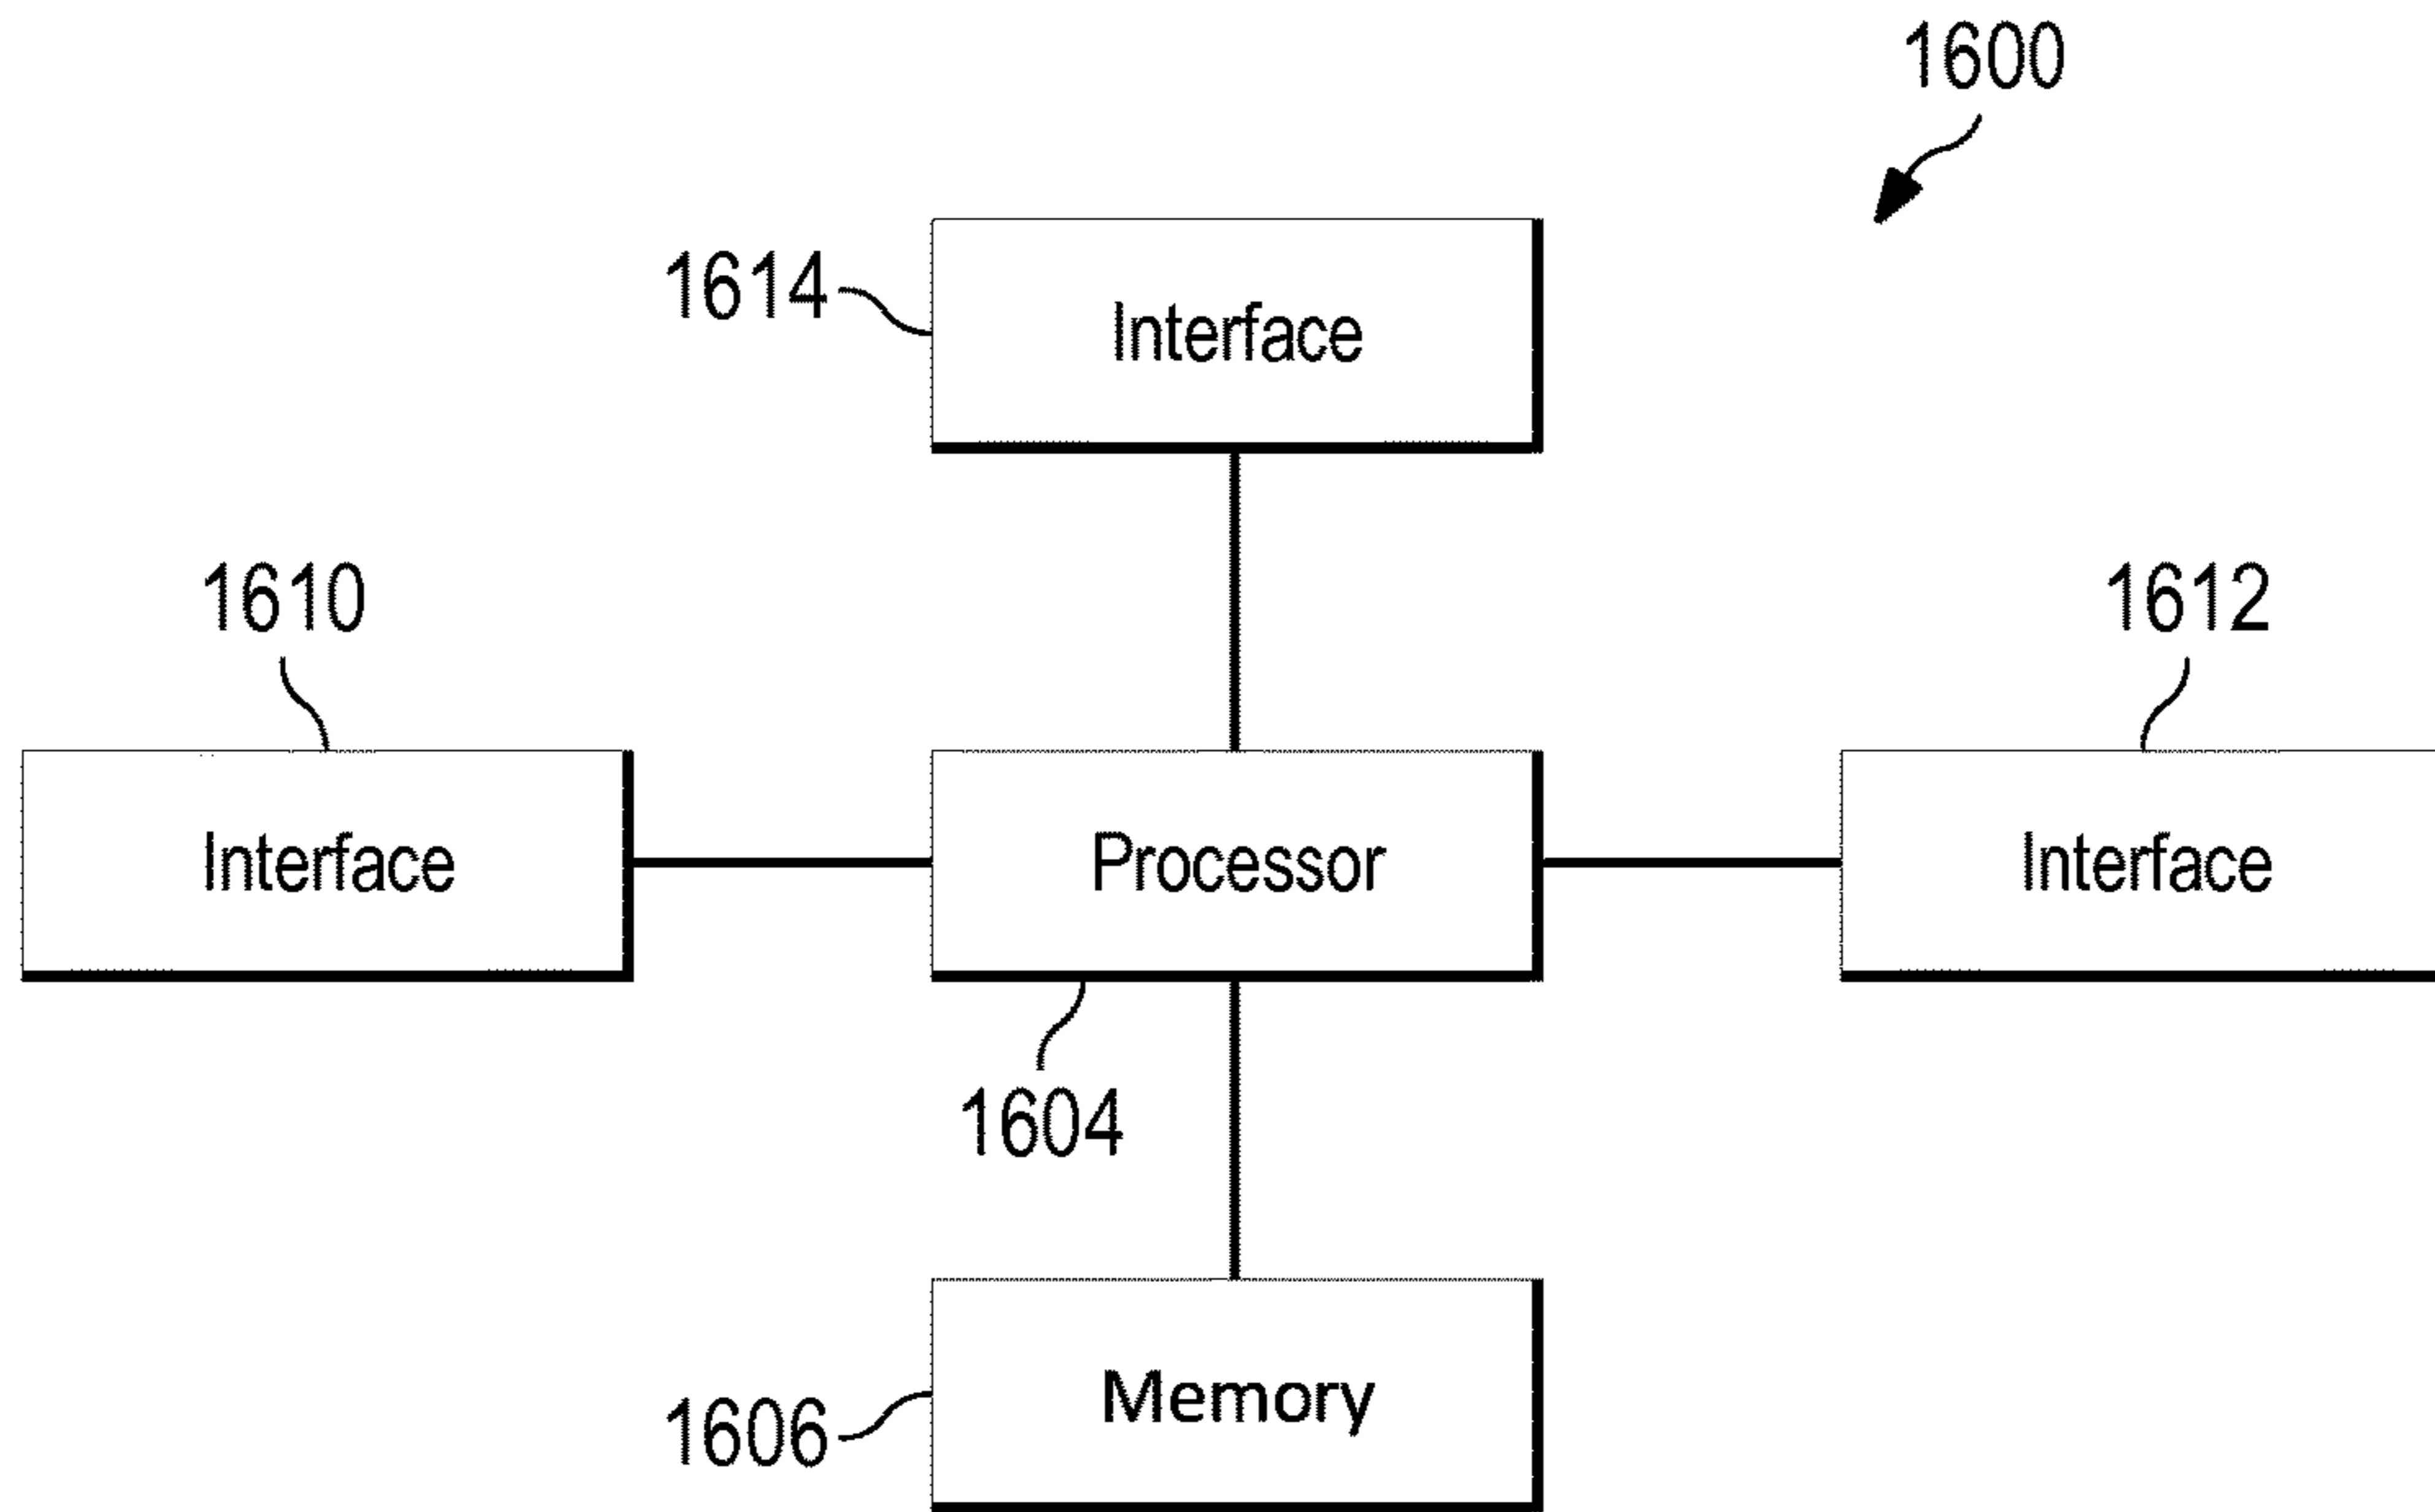 1600
1614
Interface
1610
1612
Interface
Processor
Interface
1604
Memory
1606